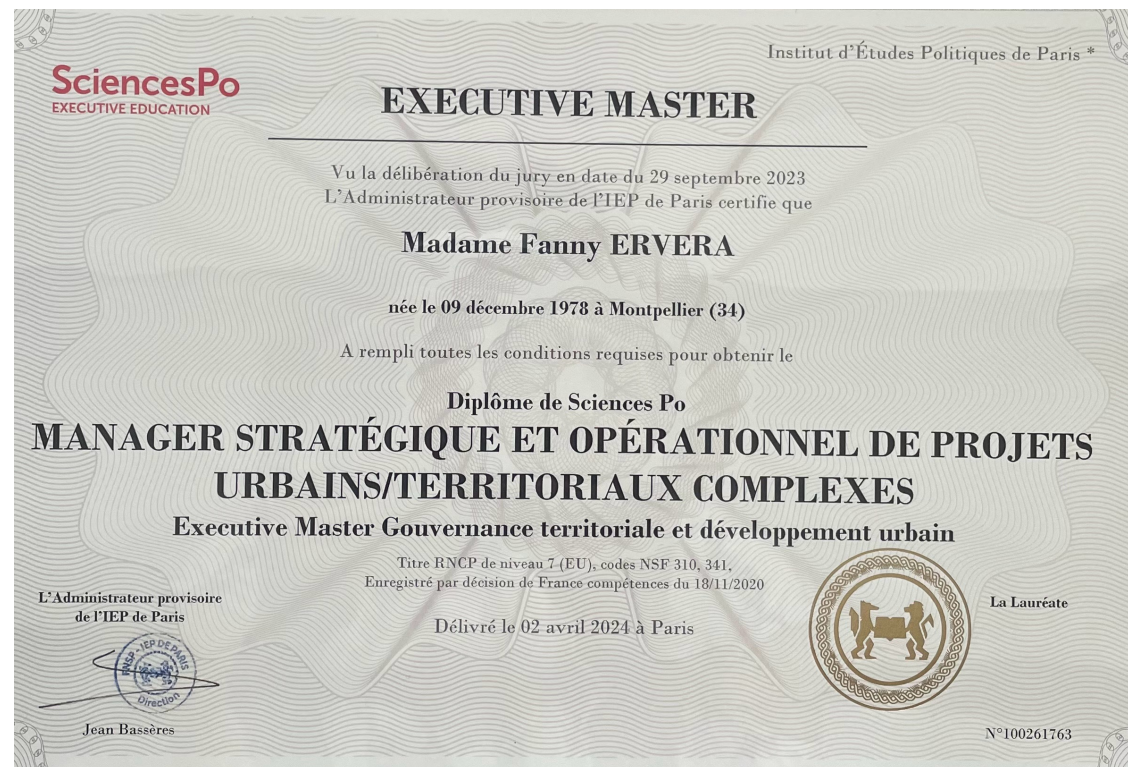 Institut d'Études Politiques de Paris *
SciencesPo
EXECUTIVE EDUCATION
EXECUTIVE MASTER
Vu la délibération du jury en date du 29 septembre 2023
L'Administrateur provisoire de l'IEP de Paris certifie que
Madame Fanny ERVERA
née le 09 décembre 1978 à Montpellier (34)
A rempli toutes les conditions requises pour obtenir le
Diplôme de Sciences Po
MANAGER STRATÉGIQUE ET OPÉRATIONNEL DE PROJETS
URBAINS/TERRITORIAUX COMPLEXES
Executive Master Gouvernance territoriale et développement urbain
Titre RNCP de niveau 7 (EU), codes NSF 310, 341,
Enregistré par décision de France compétences du 18/11/2020
Délivré le 02 avril 2024 à Paris
L'Administrateur provisoire
de l'IEP de Paris
FNSP - IEP DE PARIS
Direction
Jean Bassères
La Lauréate
N°100261763